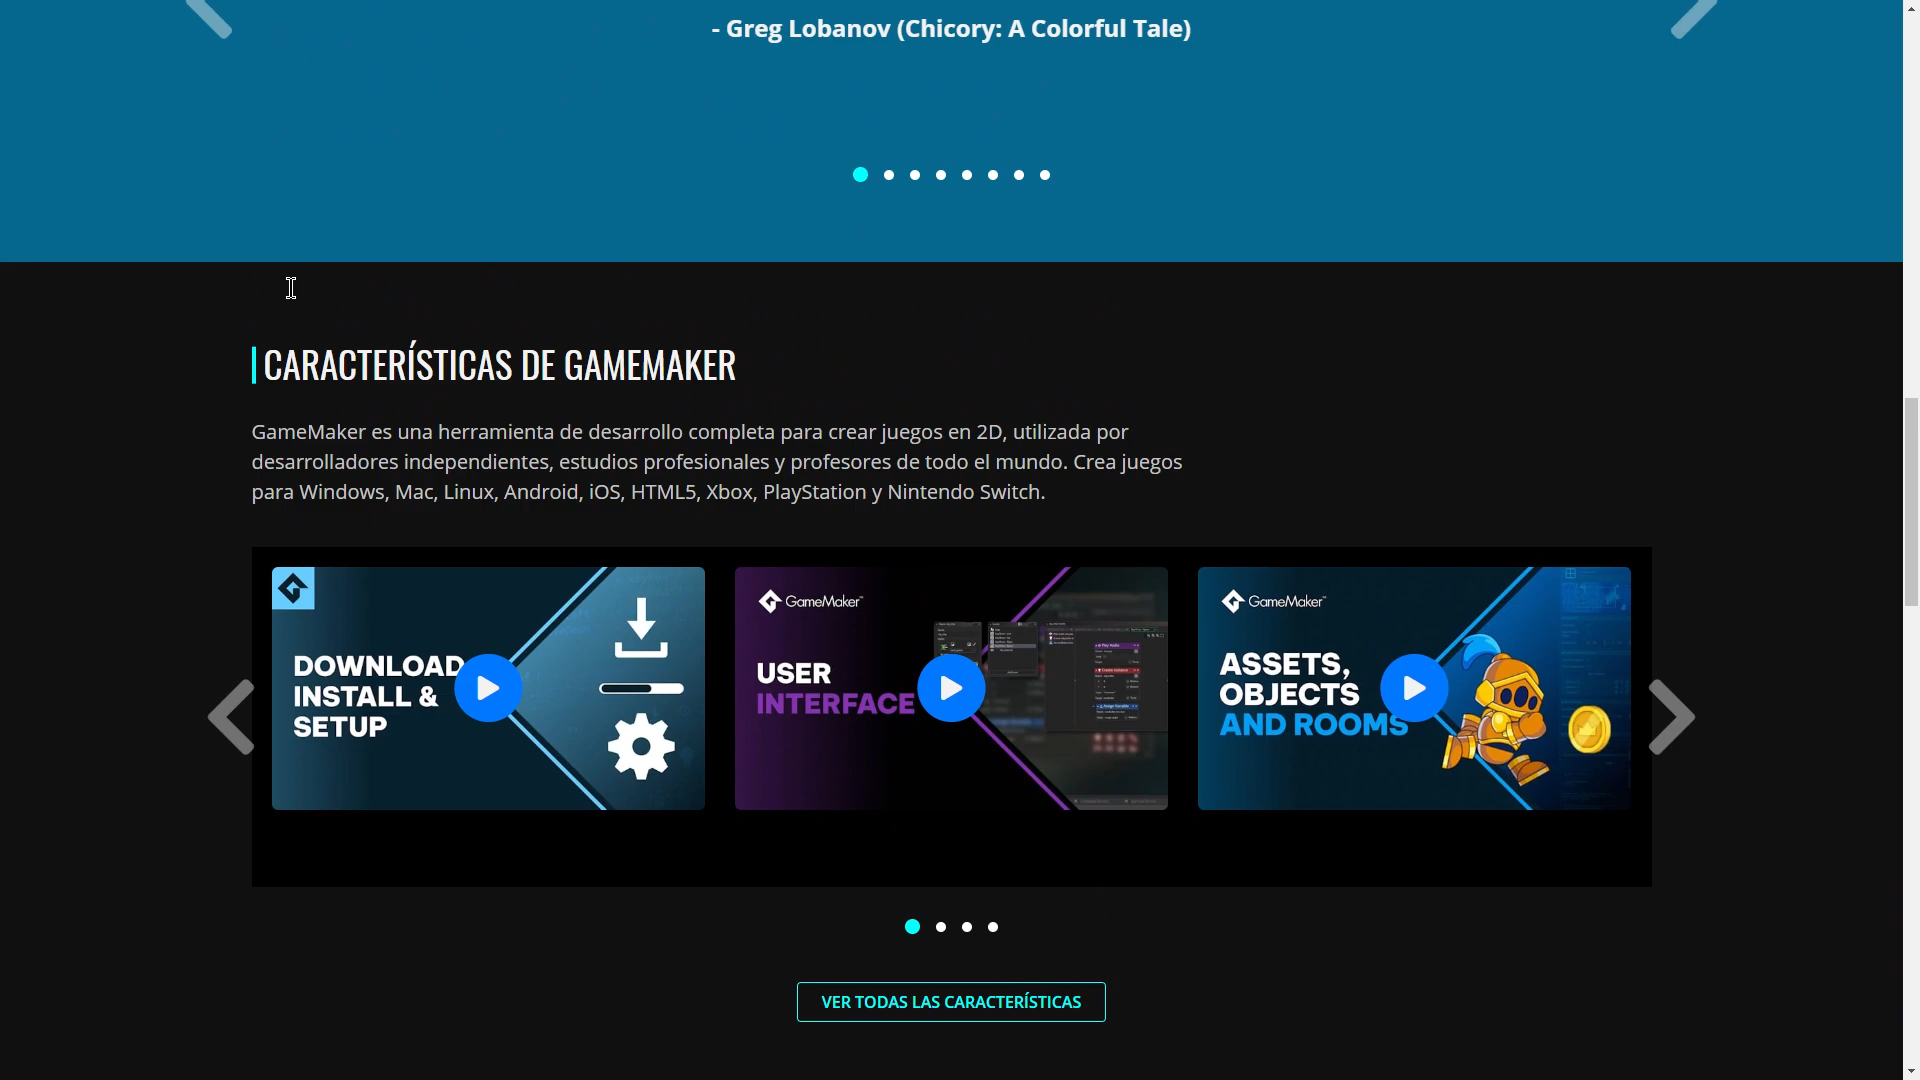 - Greg Lobanov (Chicory: A Colorful Tale)
CARACTERÍSTICAS DE GAMEMAKER
GameMaker es una herramienta de desarrollo completa para crear juegos en 2D, utilizada por
desarrolladores independientes, estudios profesionales y profesores de todo el mundo. Crea juegos
para Windows, Mac, Linux, Android, iOS, HTML5, Xbox, PlayStation y Nintendo Switch.
DOWNLOAD
INSTALL &
SETUP
GameMaker™
USER
INTERFACE
GameMaker™
ASSETS,
OBJECTS
AND ROOMS
VER TODAS LAS CARACTERÍSTICAS